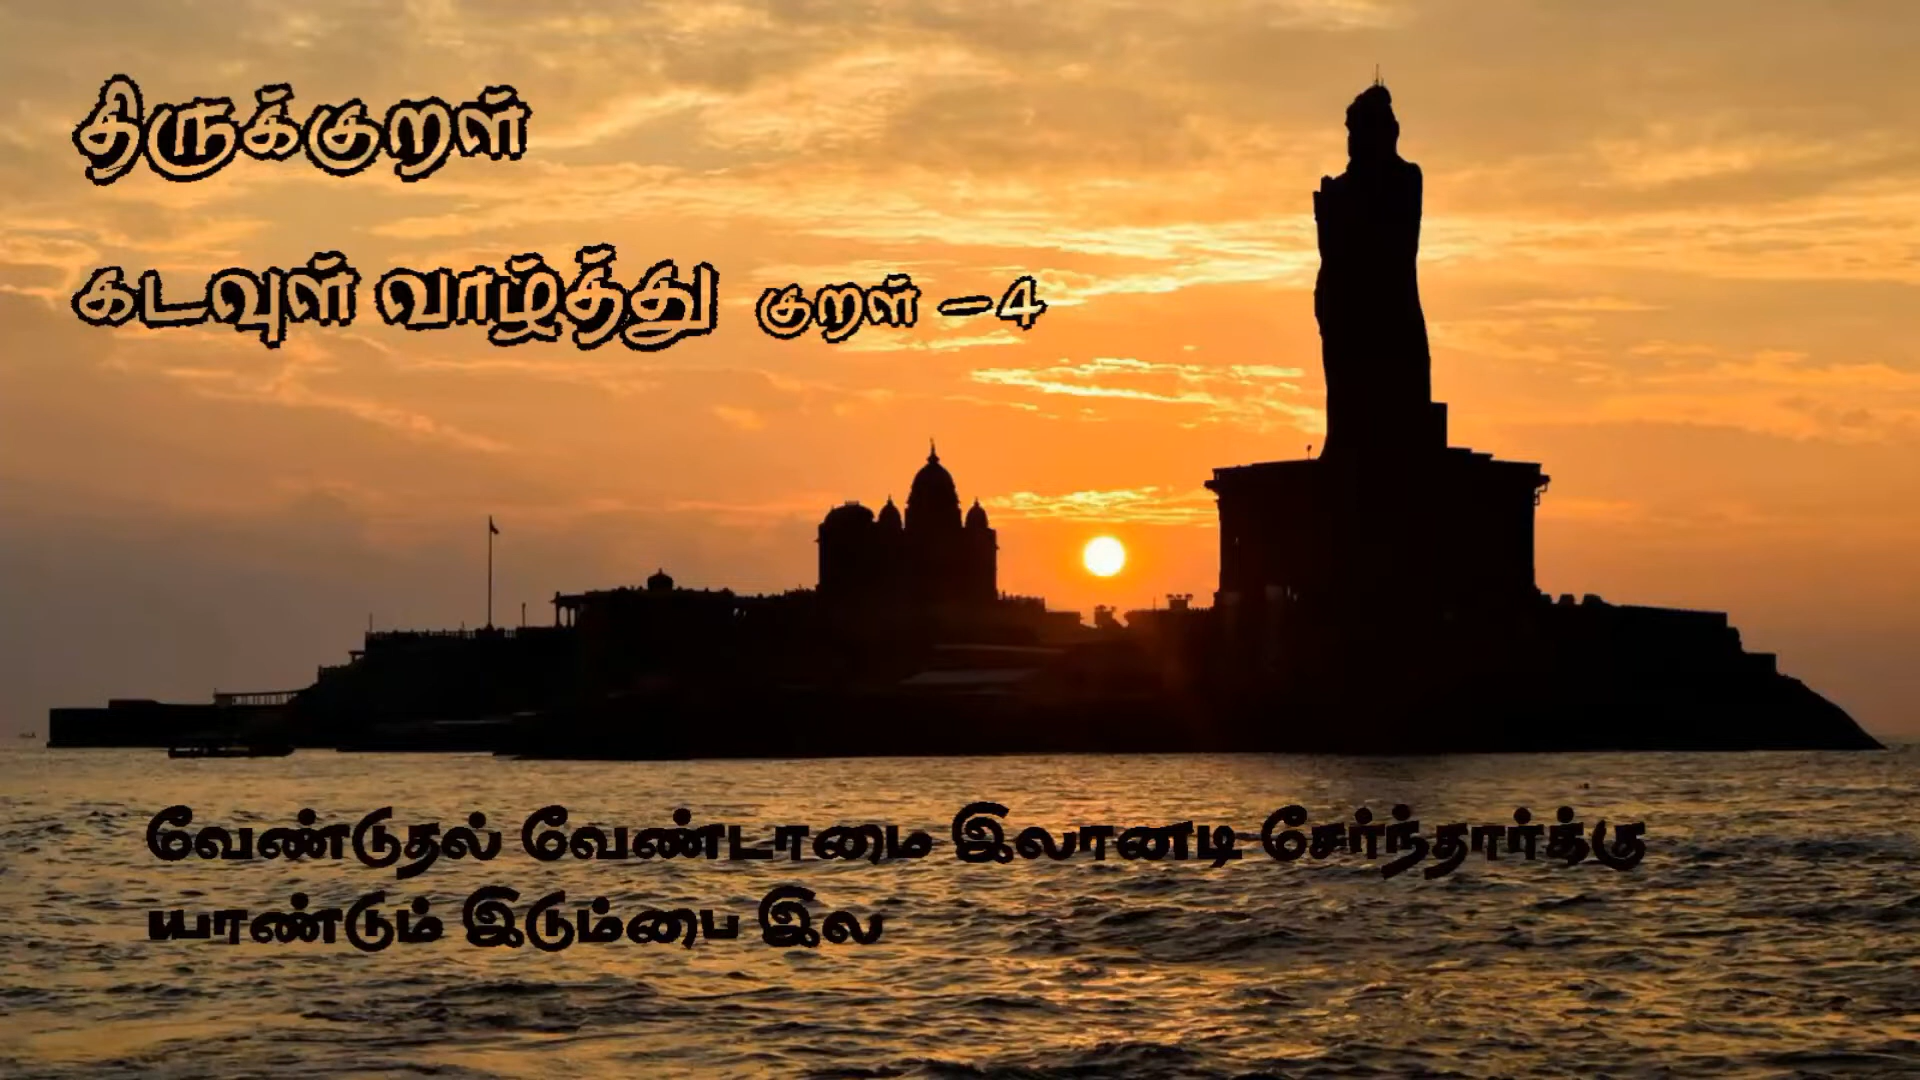 திருக்குறள்
கடவுள் வாழ்த்து குறள் -4
வேண்டுதல் வேண்டாமை இலானடி சேர்ந்தார்க்கு
யாண்டும் இடும்பை இல